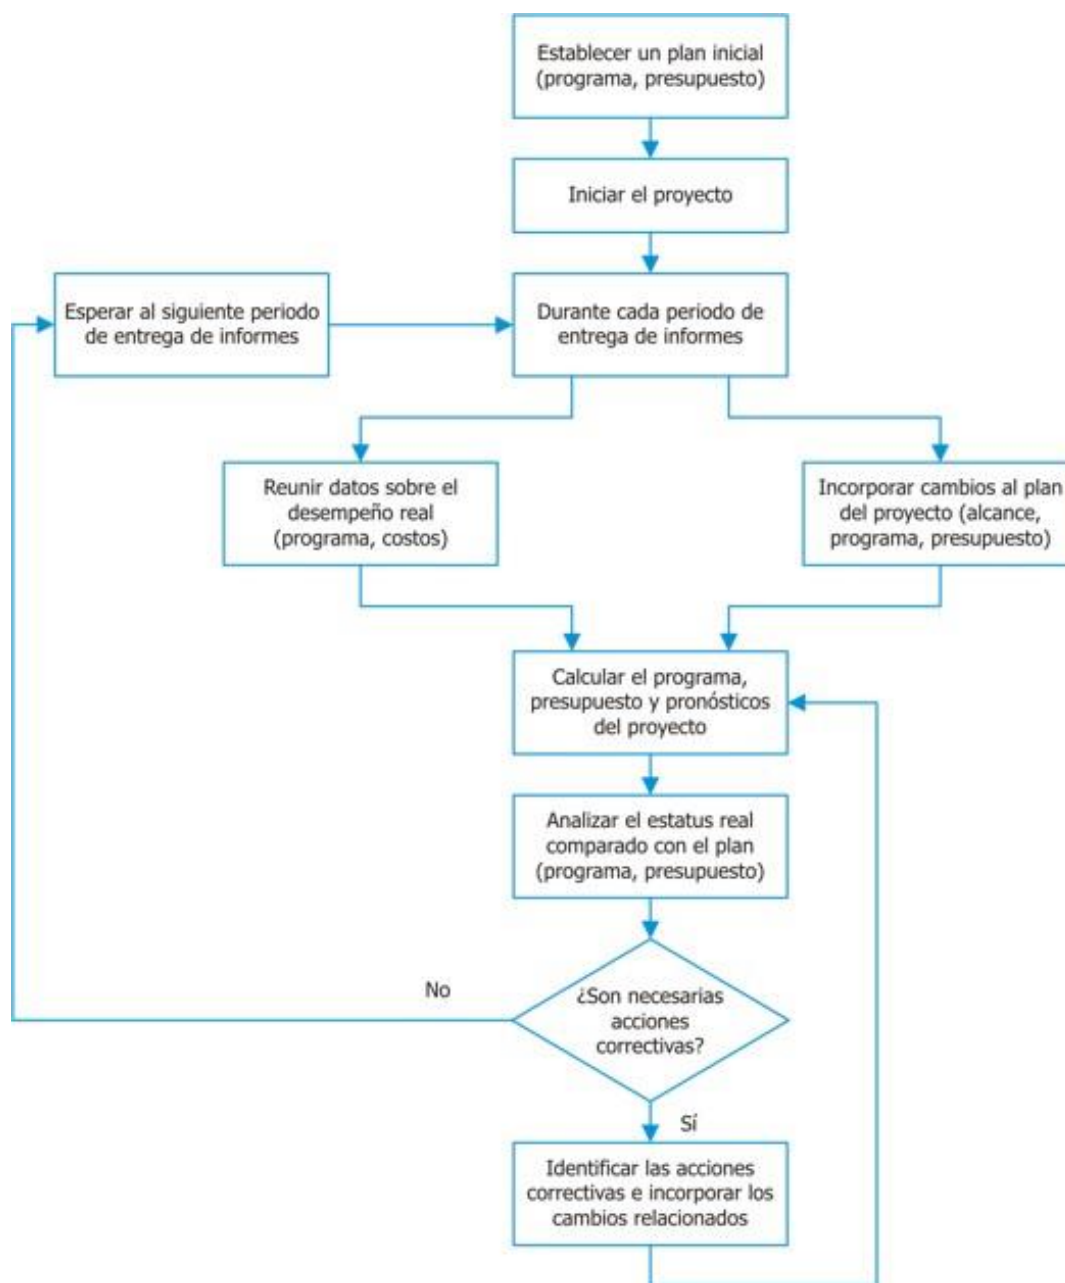 Establecer un plan inicial
(programa, presupuesto)
Iniciar el proyecto
Esperar al siguiente periodo
de entrega de informes
Durante cada periodo de
entrega de informes
Reunir datos sobre el
desempeño real
(programa, costos)
Incorporar cambios al plan
del proyecto (alcance,
programa, presupuesto)
Calcular el programa,
presupuesto y pronósticos
del proyecto
Analizar el estatus real
comparado con el plan
(programa, presupuesto)
No
¿Son necesarias
acciones
correctivas?
Sí
Identificar las acciones
correctivas e incorporar los
cambios relacionados